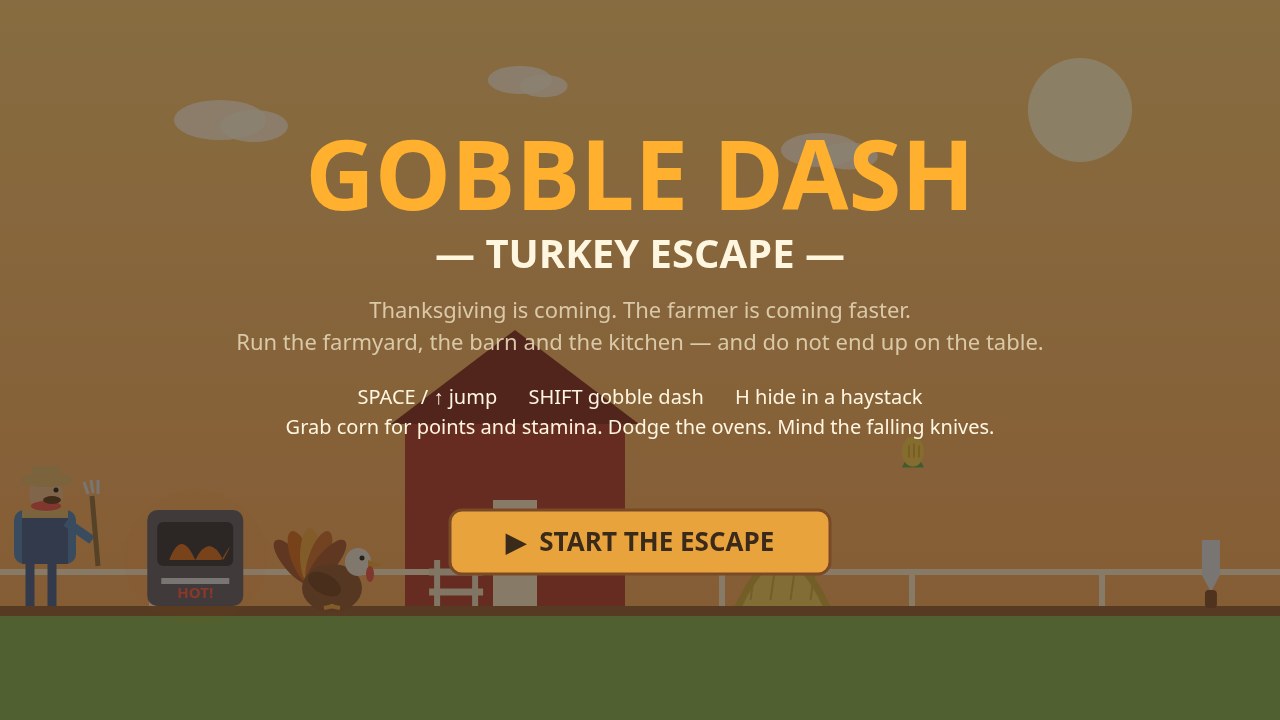 GOBBLE DASH
— TURKEY ESCAPE —
Thanksgiving is coming. The farmer is coming faster.
Run the farmyard, the barn and the kitchen — and do not end up on the table.
SPACE / ↑ jump SHIFT gobble dash H hide in a haystack
Grab corn for points and stamina. Dodge the ovens. Mind the falling knives.
▶ START THE ESCAPE
HOT!